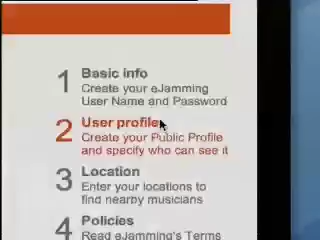 1 Basic info
Create your eJamming
User Name and Password
2 User profile
Create your Public Profile
and specify who can see it
3 Location
Enter your locations to
find nearby musicians
4 Policies
Read eJamming's Terms